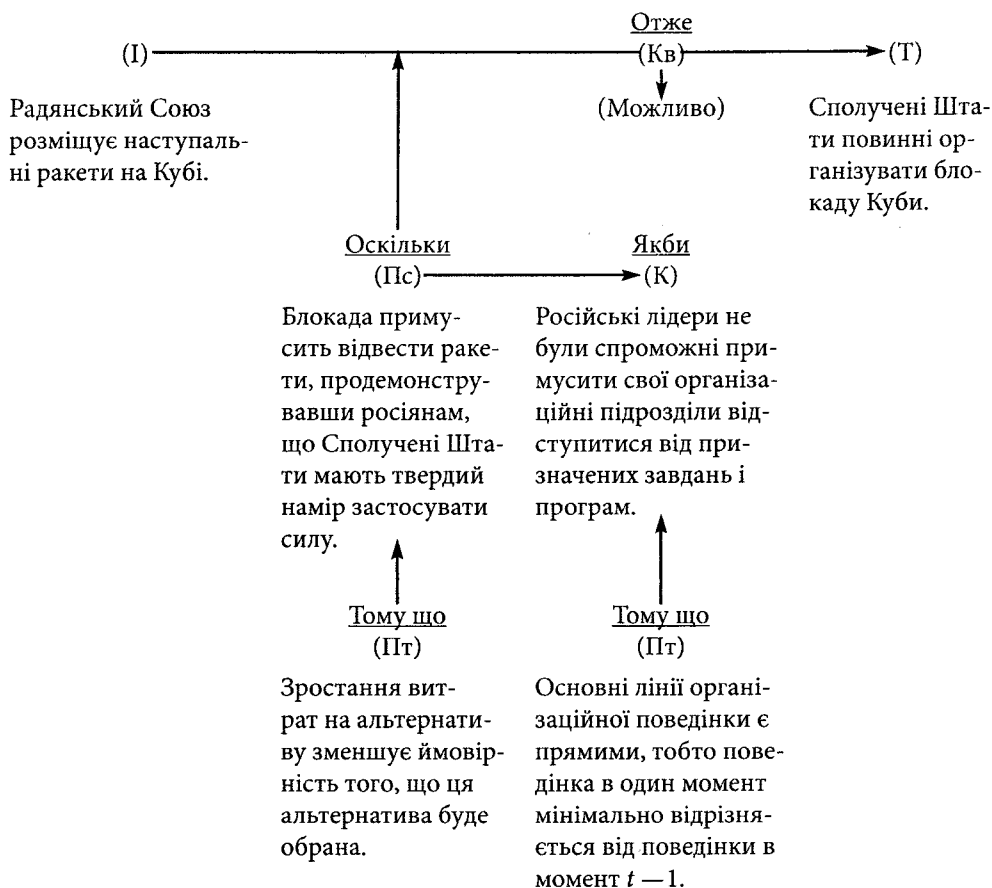 Отже
(І) (Кв) (Т)
(Можливо)
Радянський Союз
розміщує наступаль-
ні ракети на Кубі.
Сполучені Шта-
ти повинні ор-
ганізувати бло-
каду Куби.
Оскільки
(Пс)
Якби
(К)
Блокада приму-
сить відвести раке-
ти, продемонстру-
вавши росіянам,
що Сполучені Шта-
ти мають твердий
намір застосувати
силу.
Російські лідери не
були спроможні при-
мусити свої організа-
ційні підрозділи від-
ступитися від при-
значених завдань і
програм.
Тому що
(Пт)
Зростання вит-
рат на альтернати-
ву зменшує ймовір-
ність того, що ця
альтернатива буде
обрана.
Тому що
(Пт)
Основні лінії органі-
заційної поведінки є
прямими, тобто пове-
дінка в один момент
мінімально відрізня-
ється від поведінки в
момент t — 1.